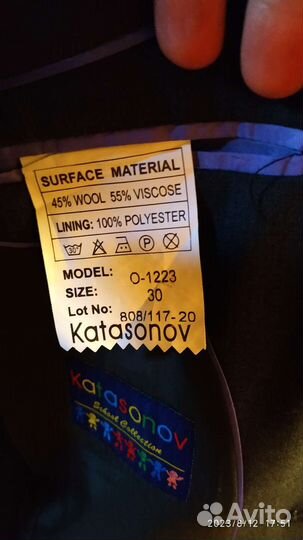 SURFACE MATERIAL
45% WOOL 55% VISCOSE
LINING: 100% POLYESTER
MODEL: O-1223
SIZE: 30
Lot No: 808/117-20
Katasonov
Katasonov
School Collection
Avito
2023/8/12 17:51